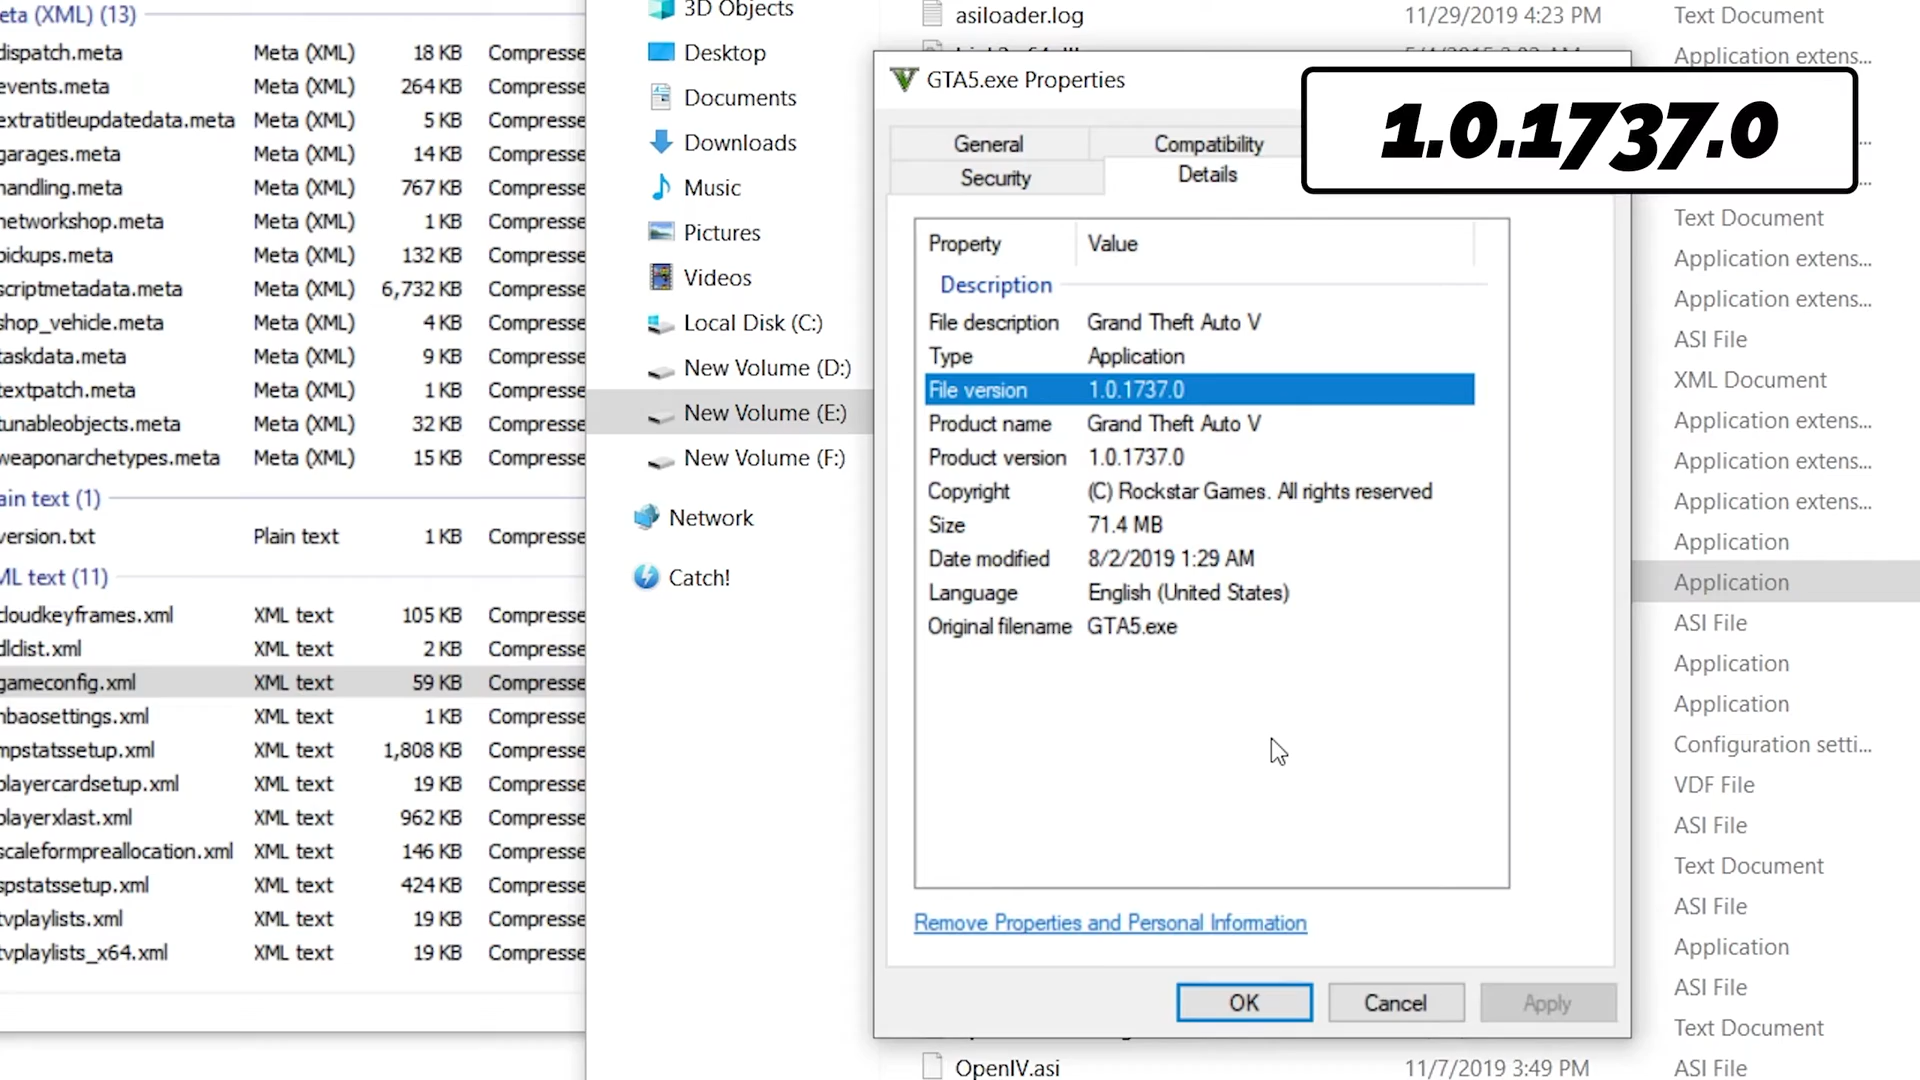 eta (XML) (13)
dispatch.meta Meta (XML) 18 KB Compresse
events.meta Meta (XML) 264 KB Compresse
extratitleupdatedata.meta Meta (XML) 5 KB Compresse
garages.meta Meta (XML) 14 KB Compresse
handling.meta Meta (XML) 767 KB Compresse
networkshop.meta Meta (XML) 1 KB Compresse
pickups.meta Meta (XML) 132 KB Compresse
scriptmetadata.meta Meta (XML) 6,732 KB Compresse
shop_vehicle.meta Meta (XML) 4 KB Compresse
taskdata.meta Meta (XML) 9 KB Compresse
textpatch.meta Meta (XML) 1 KB Compresse
tunableobjects.meta Meta (XML) 32 KB Compresse
weaponarchetypes.meta Meta (XML) 15 KB Compresse
ain text (1)
version.txt Plain text 1 KB Compresse
ML text (11)
cloudkeyframes.xml XML text 105 KB Compresse
dlclist.xml XML text 2 KB Compresse
gameconfig.xml XML text 59 KB Compresse
hbaosettings.xml XML text 1 KB Compresse
mpstatssetup.xml XML text 1,808 KB Compresse
playercardsetup.xml XML text 19 KB Compresse
playerxlast.xml XML text 962 KB Compresse
scaleformpreallocation.xml XML text 146 KB Compresse
spstatssetup.xml XML text 424 KB Compresse
tvplaylists.xml XML text 19 KB Compresse
tvplaylists_x64.xml XML text 19 KB Compresse
3D Objects
Desktop
Documents
Downloads
Music
Pictures
Videos
Local Disk (C:)
New Volume (D:)
New Volume (E:)
New Volume (F:)
Network
Catch!
asiloader.log 11/29/2019 4:23 PM Text Document
Application extens...
GTA5.exe Properties
1.0.1737.0
General Compatibility
Security Details
Property Value
Description
File description Grand Theft Auto V
Type Application
File version 1.0.1737.0
Product name Grand Theft Auto V
Product version 1.0.1737.0
Copyright (C) Rockstar Games. All rights reserved
Size 71.4 MB
Date modified 8/2/2019 1:29 AM
Language English (United States)
Original filename GTA5.exe
Remove Properties and Personal Information
OK Cancel Apply
Text Document
Application extens...
Application extens...
ASI File
XML Document
Application extens...
Application extens...
Application extens...
Application
Application
ASI File
Application
Application
Configuration setti...
VDF File
ASI File
Text Document
ASI File
Application
ASI File
Text Document
OpenIV.asi 11/7/2019 3:49 PM ASI File